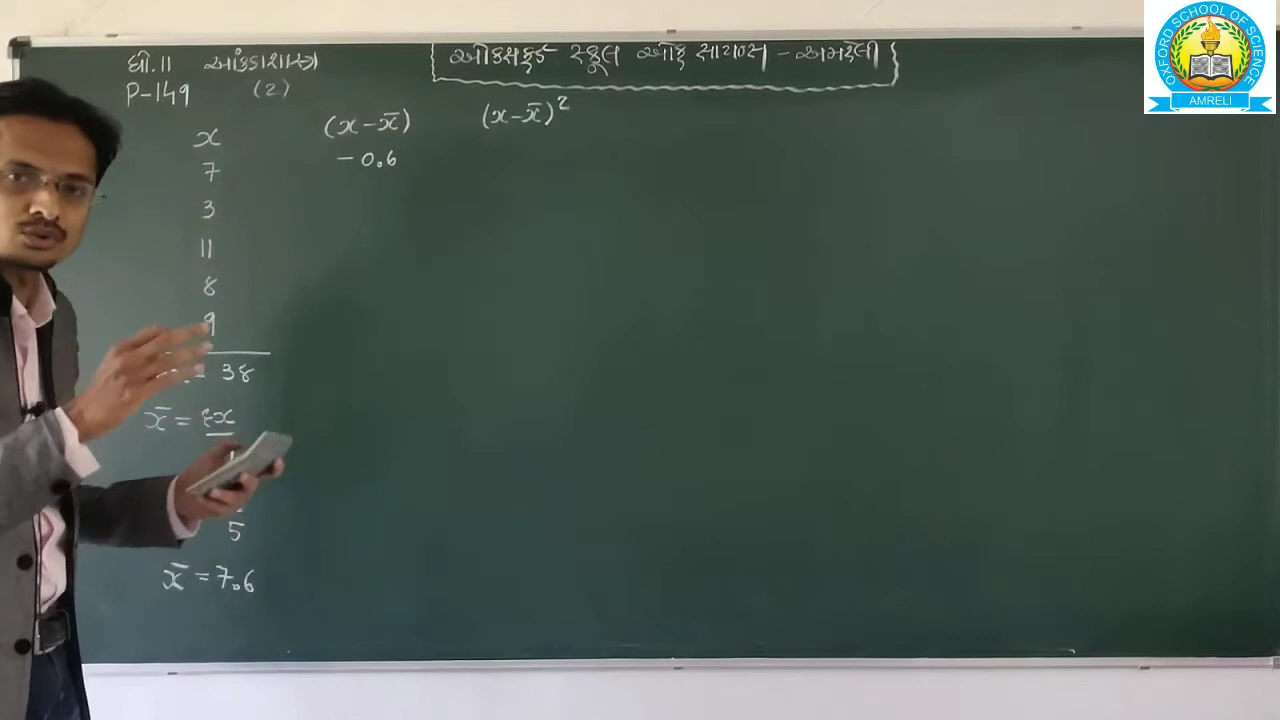 ઓક્સફર્ડ સ્કૂલ ઓફ સાયન્સ - અમરેલી
ધો.11 આંકડાશાસ્ત્ર
P-149 (2)
x (x-x̄) (x-x̄)²
7 -0.6
3
11
8
9
= 38
x̄ = Σx
5
x̄ = 7.6
OXFORD SCHOOL OF SCIENCE
AMRELI